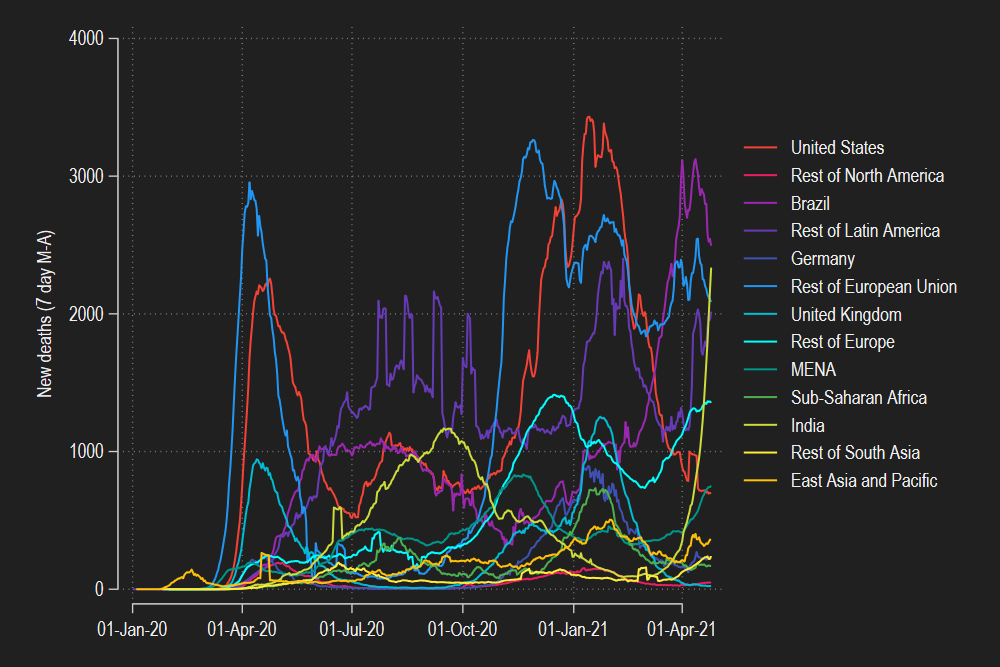 4000
3000
2000
1000
0
New deaths (7 day M-A)
01-Jan-20 01-Apr-20 01-Jul-20 01-Oct-20 01-Jan-21 01-Apr-21
United States
Rest of North America
Brazil
Rest of Latin America
Germany
Rest of European Union
United Kingdom
Rest of Europe
MENA
Sub-Saharan Africa
India
Rest of South Asia
East Asia and Pacific